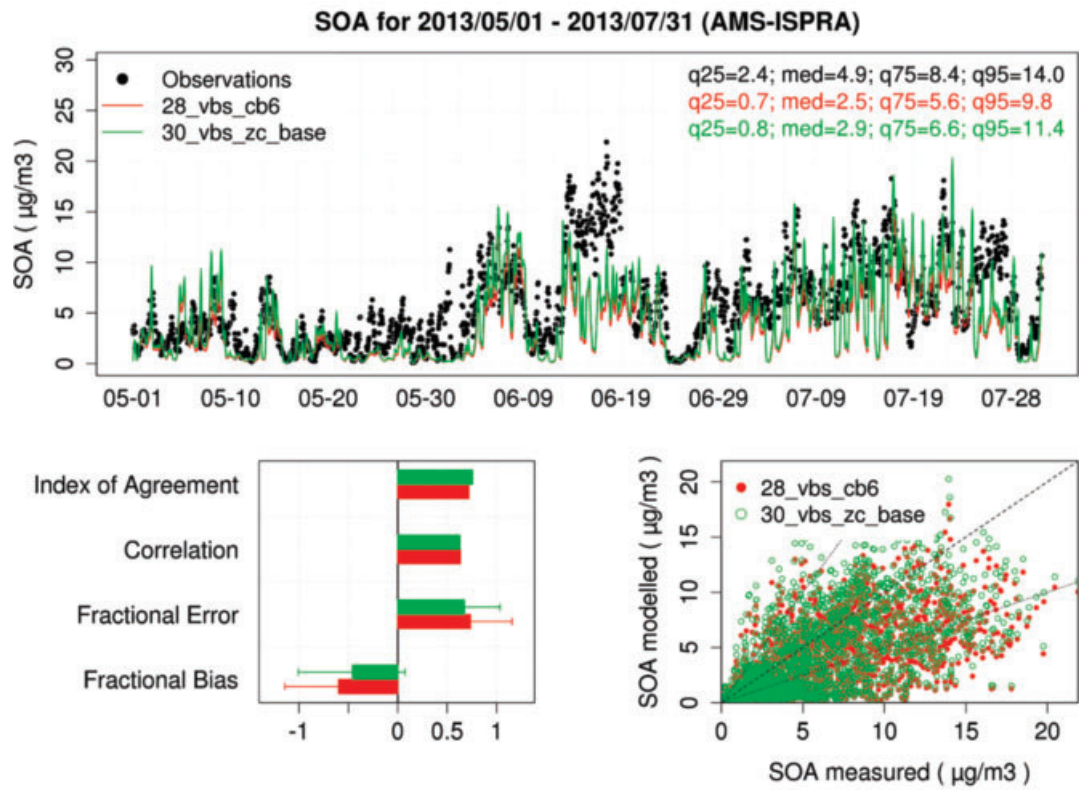 SOA for 2013/05/01 - 2013/07/31 (AMS-ISPRA)
SOA ( µg/m3 )
30
25
20
15
10
5
0
Observations
28_vbs_cb6
30_vbs_zc_base
q25=2.4; med=4.9; q75=8.4; q95=14.0
q25=0.7; med=2.5; q75=5.6; q95=9.8
q25=0.8; med=2.9; q75=6.6; q95=11.4
05-01 05-10 05-20 05-30 06-09 06-19 06-29 07-09 07-19 07-28
Index of Agreement
Correlation
Fractional Error
Fractional Bias
-1 0 0.5 1
SOA modelled ( µg/m3 )
20
15
10
5
0
28_vbs_cb6
30_vbs_zc_base
0 5 10 15 20
SOA measured ( µg/m3 )